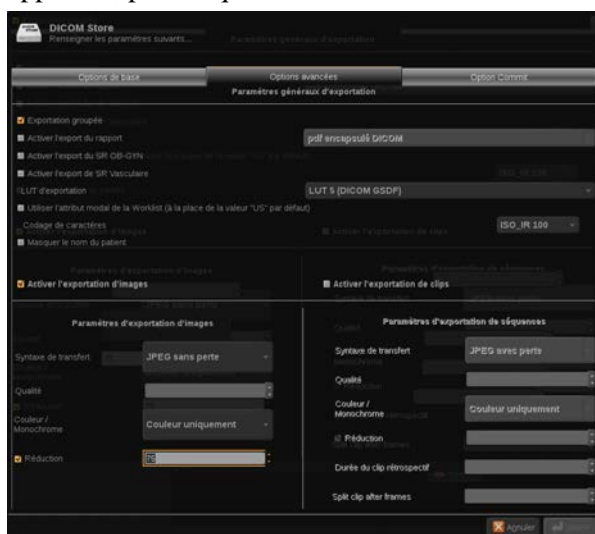 DICOM Store
Renseigner les paramètres suivants...
Options de base
Options avancées
Option Commit
Paramètres généraux d'exportation
Exportation groupée
Activer l'export du rapport
pdf encapsulé DICOM
Activer l'export du SR OB-GYN
Activer l'export de SR Vasculaire
LUT d'exportation
LUT 5 (DICOM GSDF)
Utiliser l'attribut modal de la Worklist (à la place de la valeur "US" par défaut)
Codage de caractères
ISO_IR 100
Masquer le nom du patient
Activer l'exportation d'images
Activer l'exportation de clips
Paramètres d'exportation d'images
Paramètres d'exportation de séquences
Syntaxe de transfert
JPEG sans perte
Syntaxe de transfert
JPEG avec perte
Qualité
Qualité
Couleur /
Monochrome
Couleur uniquement
Couleur /
Monochrome
Couleur uniquement
Réduction
70
Réduction
Durée du clip rétrospectif
Split clip after frames
Annuler